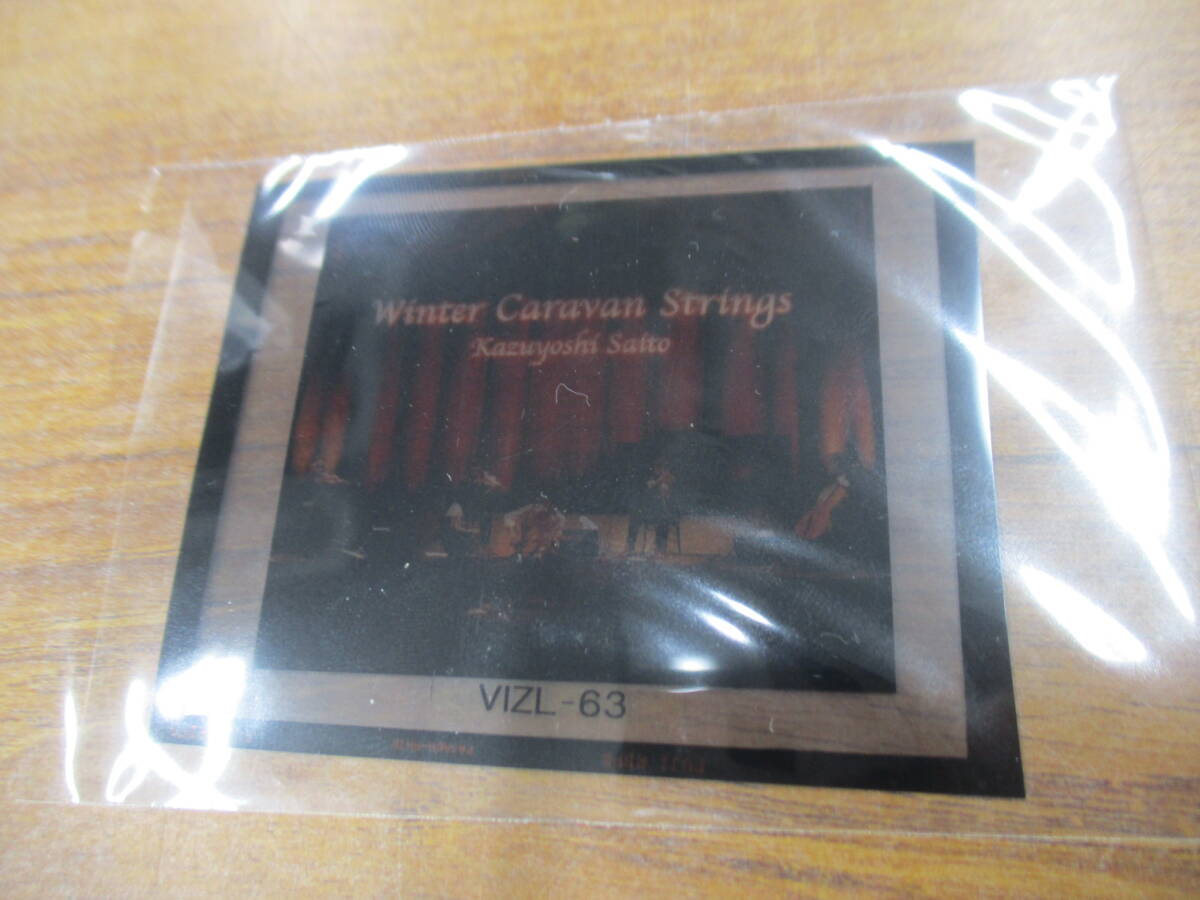 Winter Caravan Strings
Kazuyoshi Saito
VIZL-63